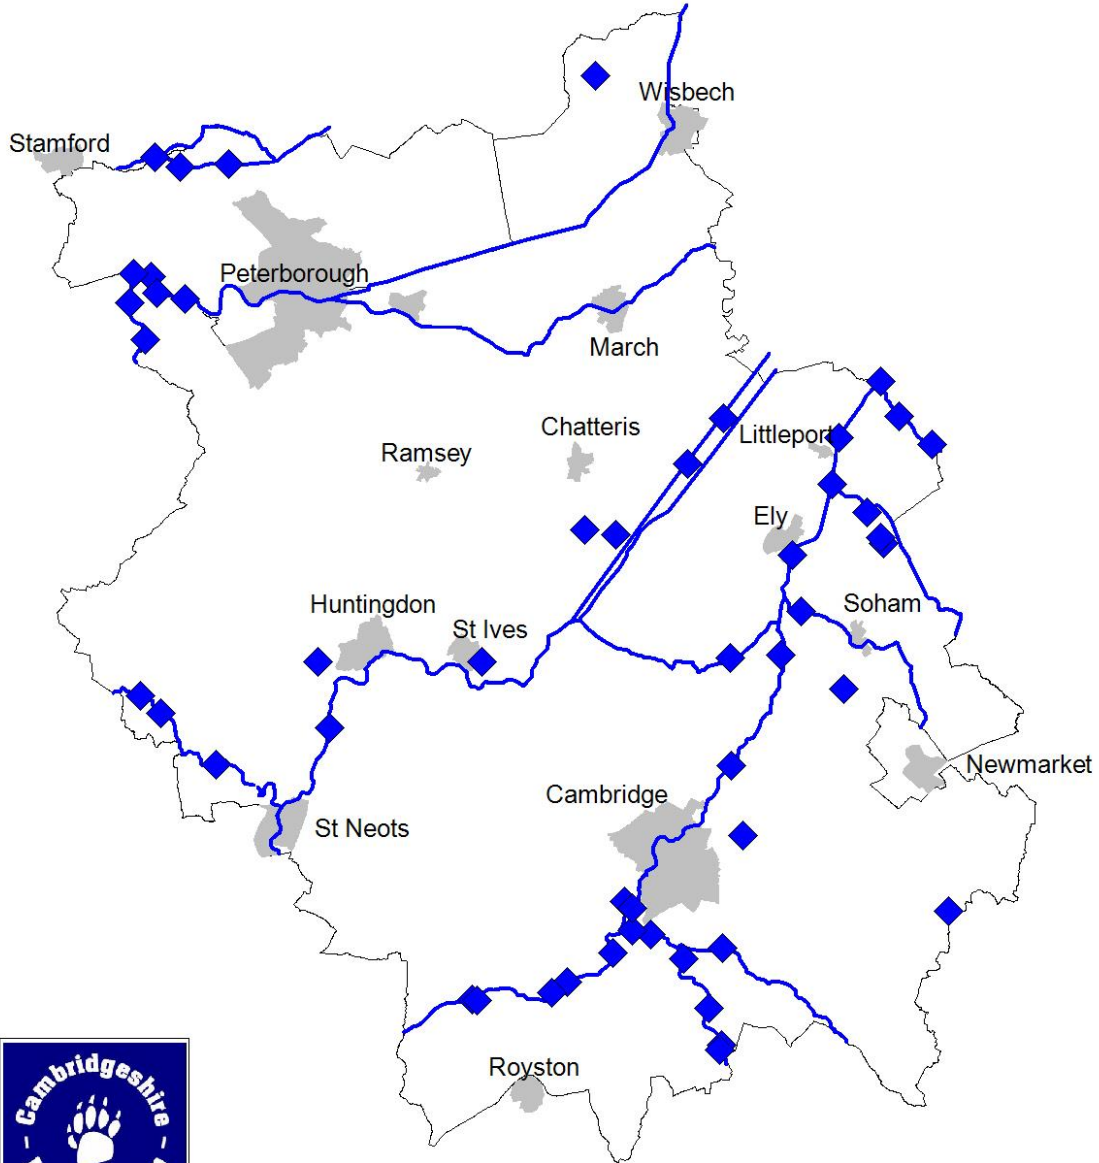 Wisbech
Stamford
Peterborough
March
Chatteris
Littleport
Ramsey
Ely
Huntingdon
Soham
St Ives
Newmarket
Cambridge
St Neots
Royston
Cambridgeshire